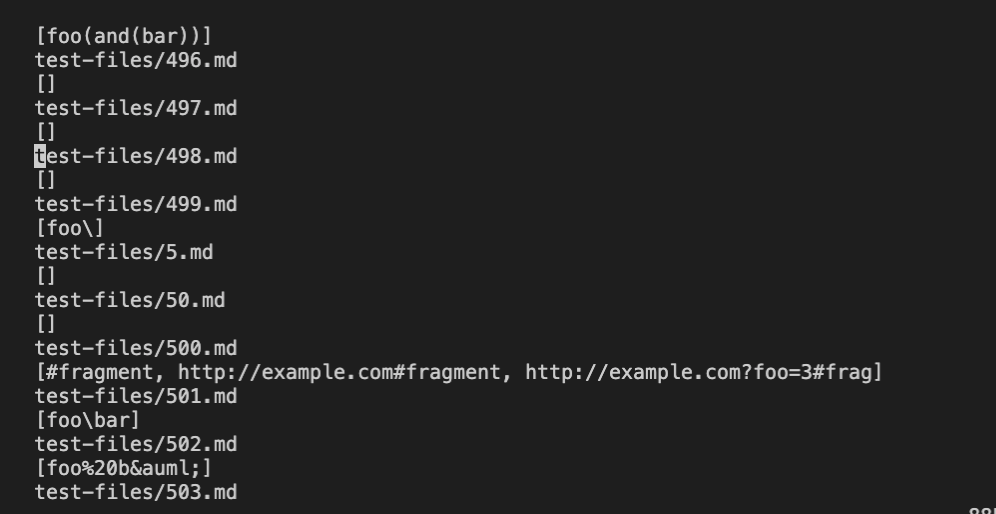 [foo(and(bar))]
test-files/496.md
[]
test-files/497.md
[]
test-files/498.md
[]
test-files/499.md
[foo\]
test-files/5.md
[]
test-files/50.md
[]
test-files/500.md
[#fragment, http://example.com#fragment, http://example.com?foo=3#frag]
test-files/501.md
[foo\bar]
test-files/502.md
[foo%20b&auml;]
test-files/503.md